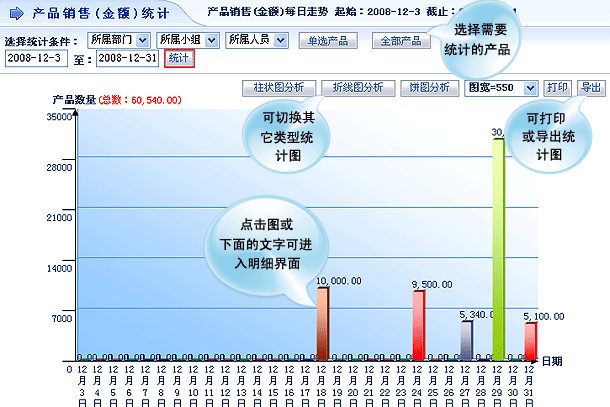 产品销售(金额)统计
产品销售(金额)每日走势 起始：2008-12-3 截止：
选择统计条件： 所属部门 所属小组 所属人员 单选产品 全部产品
2008-12-3 至： 2008-12-31 统计
选择需要
统计的产品
柱状图分析 折线图分析 饼图分析 图宽=550 打印 导出
产品数量 (总数：60,540.00)
可切换其
它类型统
计图
可打印
或导出统
计图
点击图或
下面的文字可进
入明细界面
35000
28000
21000
14000
7000
0
10,000.00
9,500.00
5,340.00
30,
5,100.00
日期
12月3日 12月4日 12月5日 12月6日 12月7日 12月8日 12月9日 12月10日 12月11日 12月12日 12月13日 12月14日 12月15日 12月16日 12月17日 12月18日 12月19日 12月20日 12月21日 12月22日 12月23日 12月24日 12月25日 12月26日 12月27日 12月28日 12月29日 12月30日 12月31日